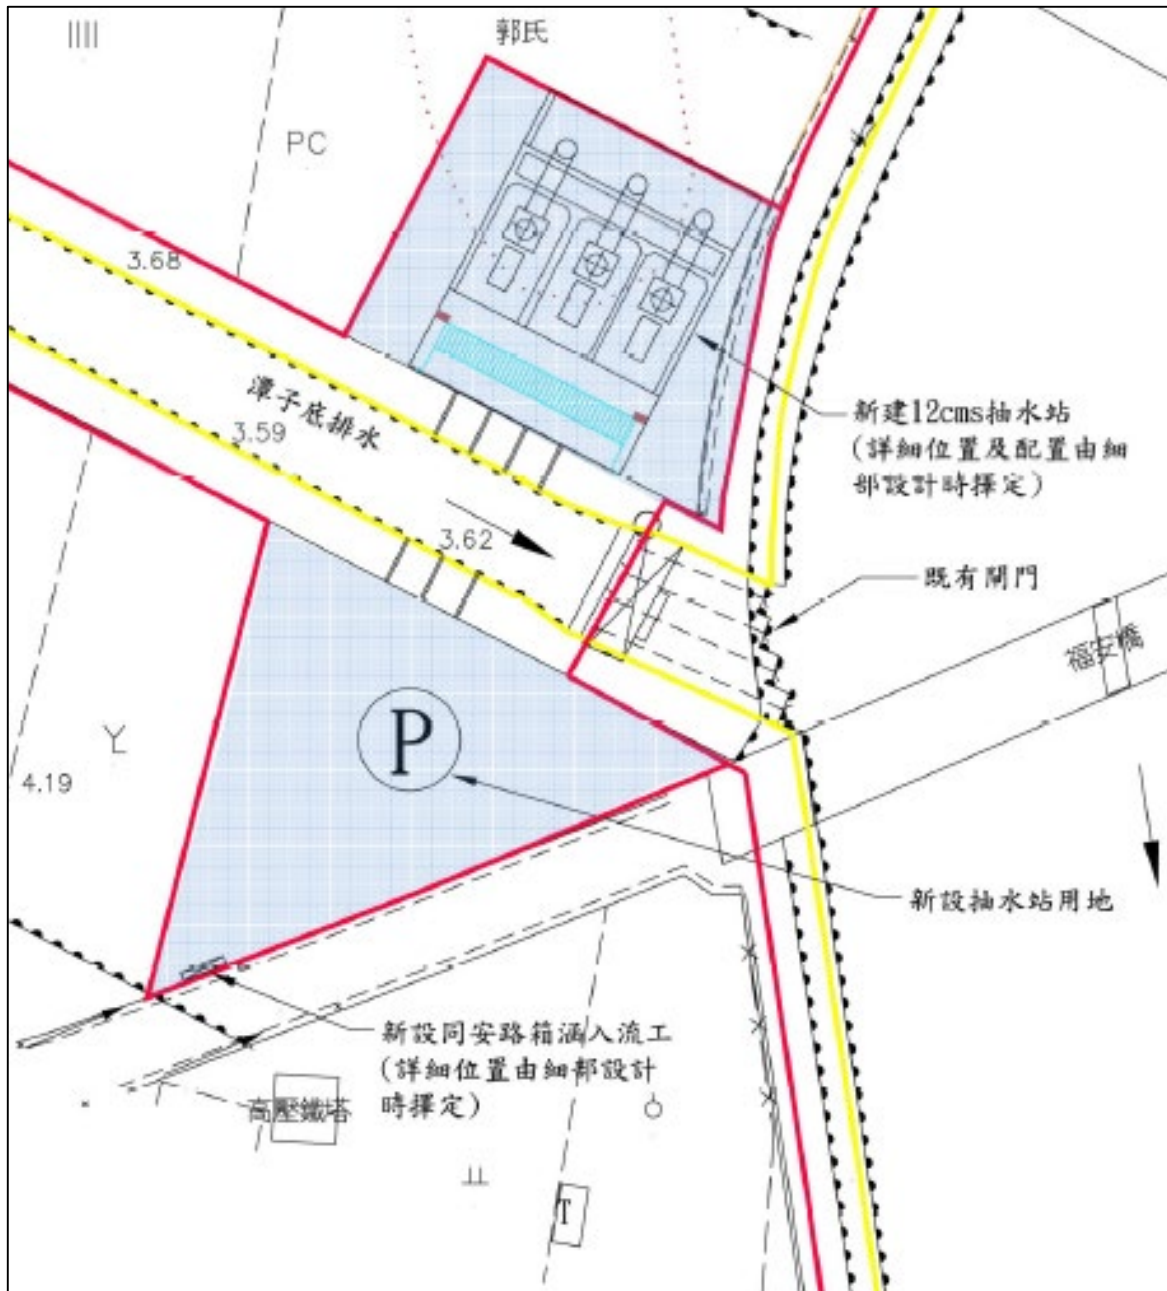 郭氏
PC
3.68
潭子底排水
3.59
3.62
新建12cms抽水站
(詳細位置及配置由細
部設計時擇定)
既有閘門
福安橋
P
4.19
新設抽水站用地
新設同安路箱涵入流工
(詳細位置由細部設計
時擇定)
高壓鐵塔
T